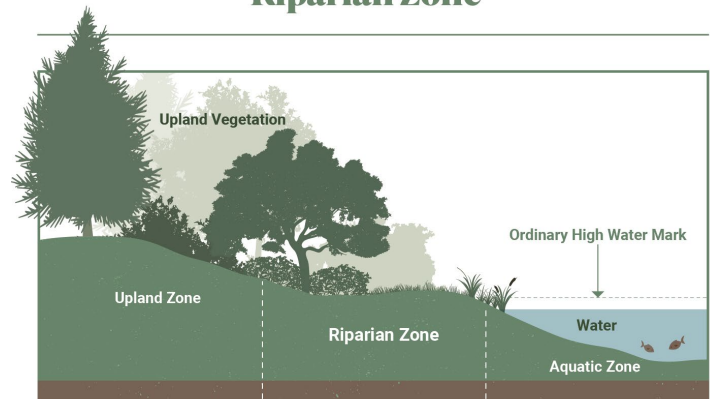 Riparian Zone
Upland Vegetation
Ordinary High Water Mark
Upland Zone
Water
Riparian Zone
Aquatic Zone